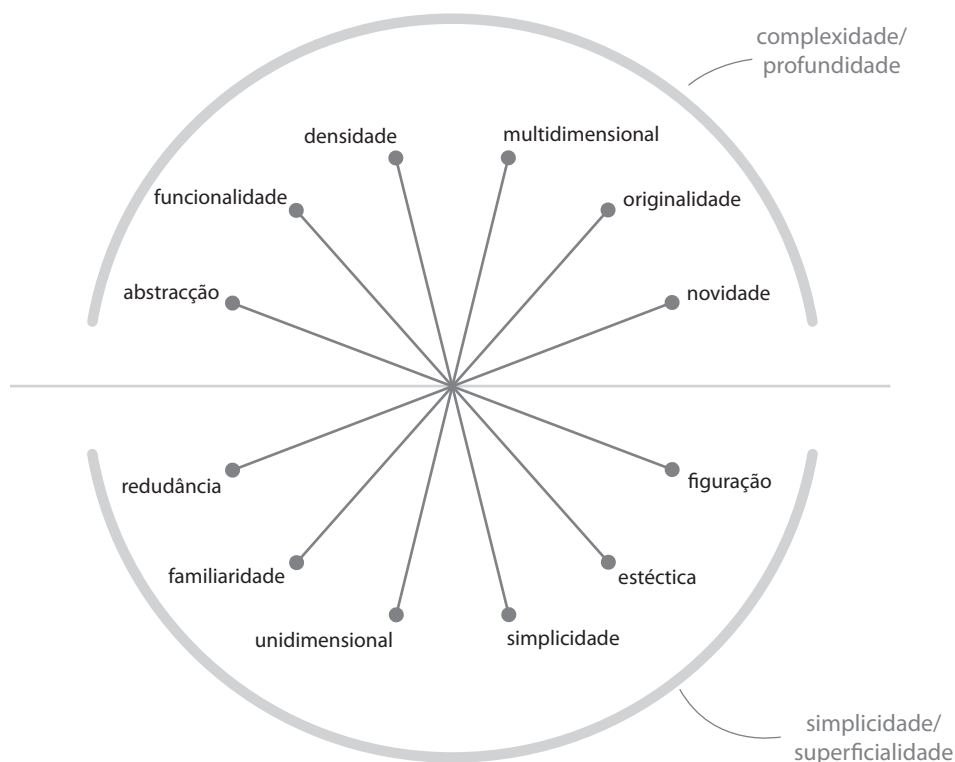 complexidade/
profundidade
densidade
multidimensional
funcionalidade
originalidade
abstracção
novidade
redudância
figuração
familiaridade
estéctica
unidimensional
simplicidade
simplicidade/
superficialidade